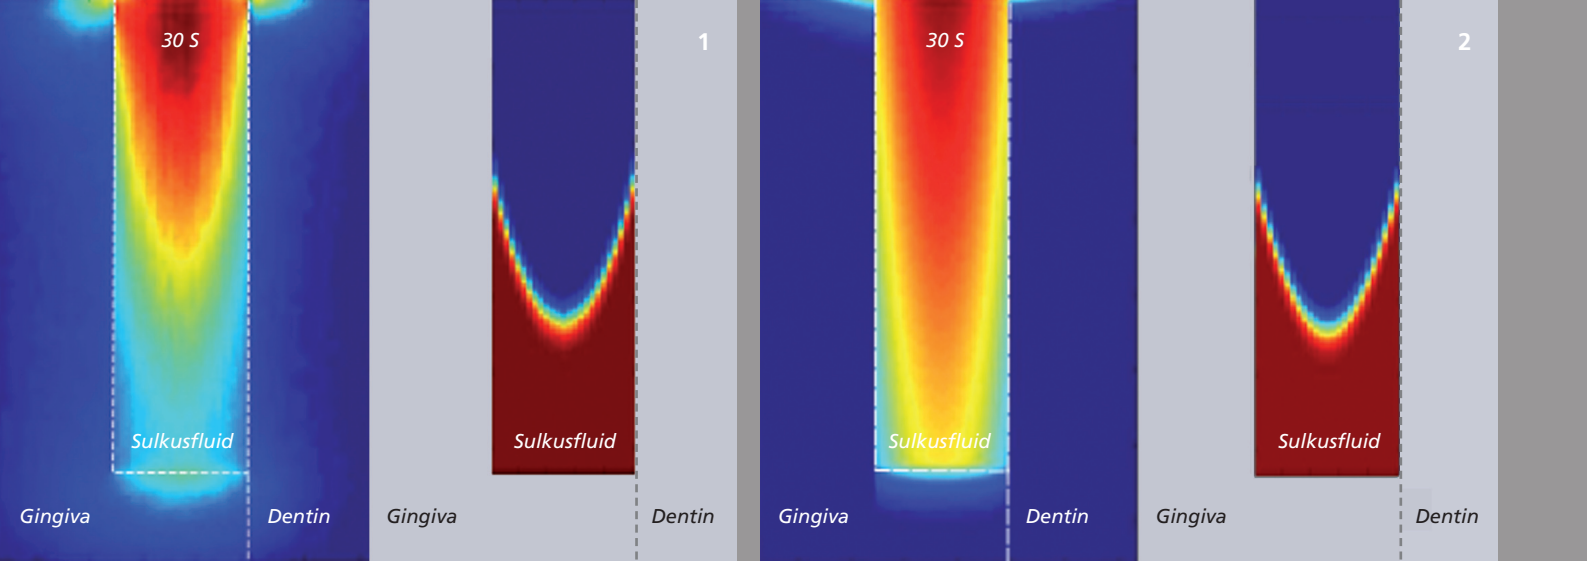 30 S
1
30 S
2
Sulkusfluid
Sulkusfluid
Sulkusfluid
Sulkusfluid
Gingiva
Dentin
Gingiva
Dentin
Gingiva
Dentin
Gingiva
Dentin